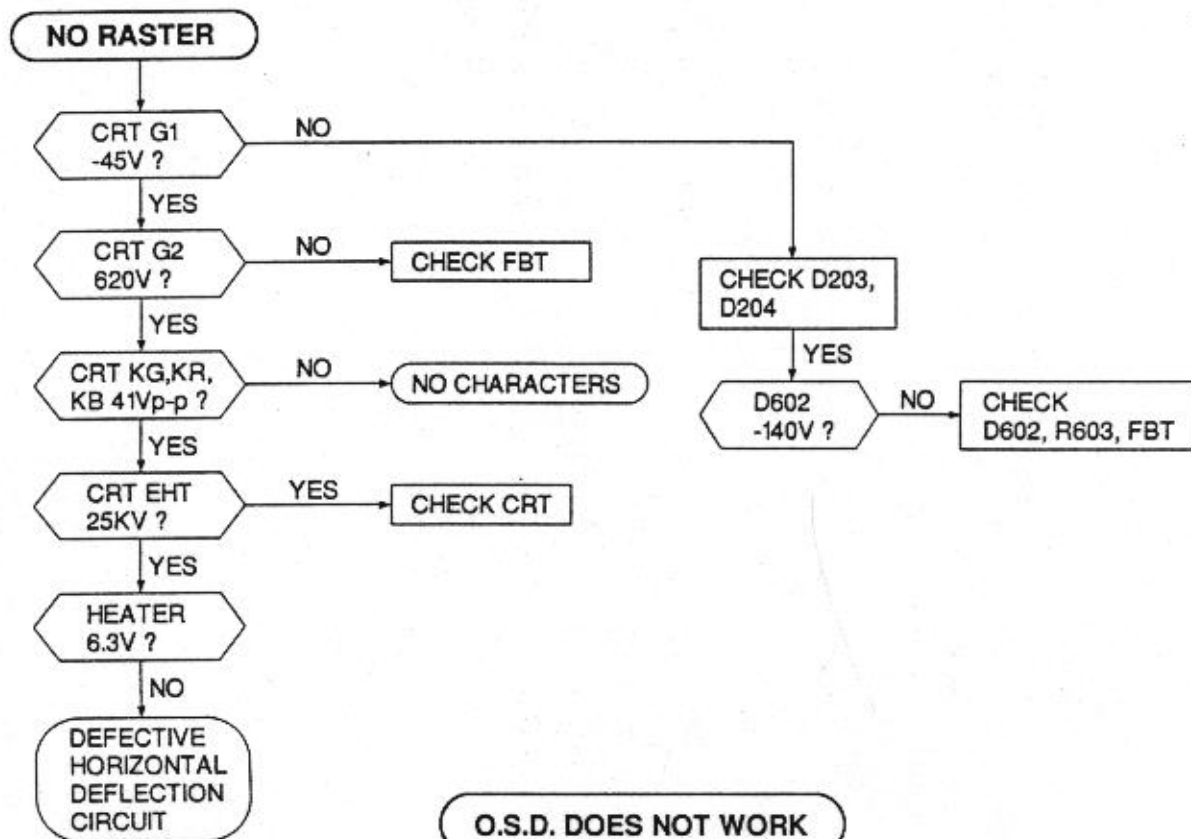 NO RASTER
CRT G1
-45V ?
NO
YES
CRT G2
620V ?
NO
CHECK FBT
CHECK D203,
D204
YES
YES
CRT KG,KR,
KB 41Vp-p ?
NO
NO CHARACTERS
D602
-140V ?
NO
CHECK
D602, R603, FBT
YES
CRT EHT
25KV ?
YES
CHECK CRT
YES
HEATER
6.3V ?
NO
DEFECTIVE
HORIZONTAL
DEFLECTION
CIRCUIT
O.S.D. DOES NOT WORK